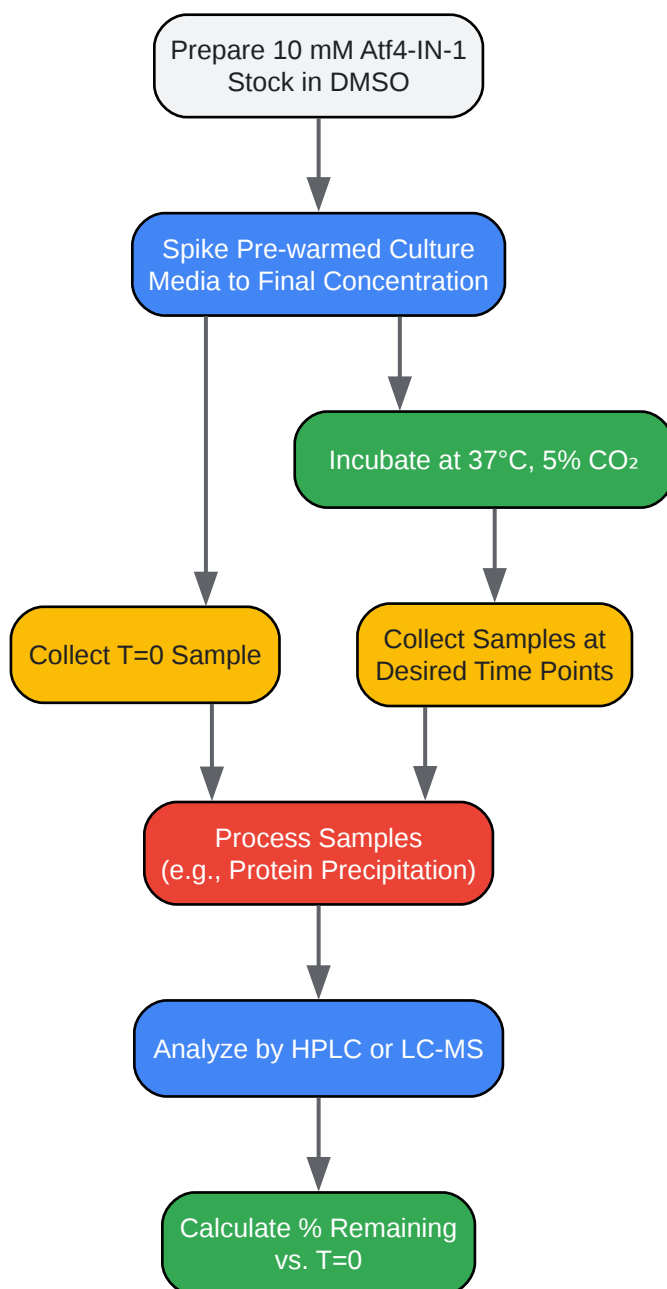 Prepare 10 mM Atf4-IN-1
Stock in DMSO
Spike Pre-warmed Culture
Media to Final Concentration
Incubate at 37°C, 5% CO₂
Collect T=0 Sample
Collect Samples at
Desired Time Points
Process Samples
(e.g., Protein Precipitation)
Analyze by HPLC or LC-MS
Calculate % Remaining
vs. T=0